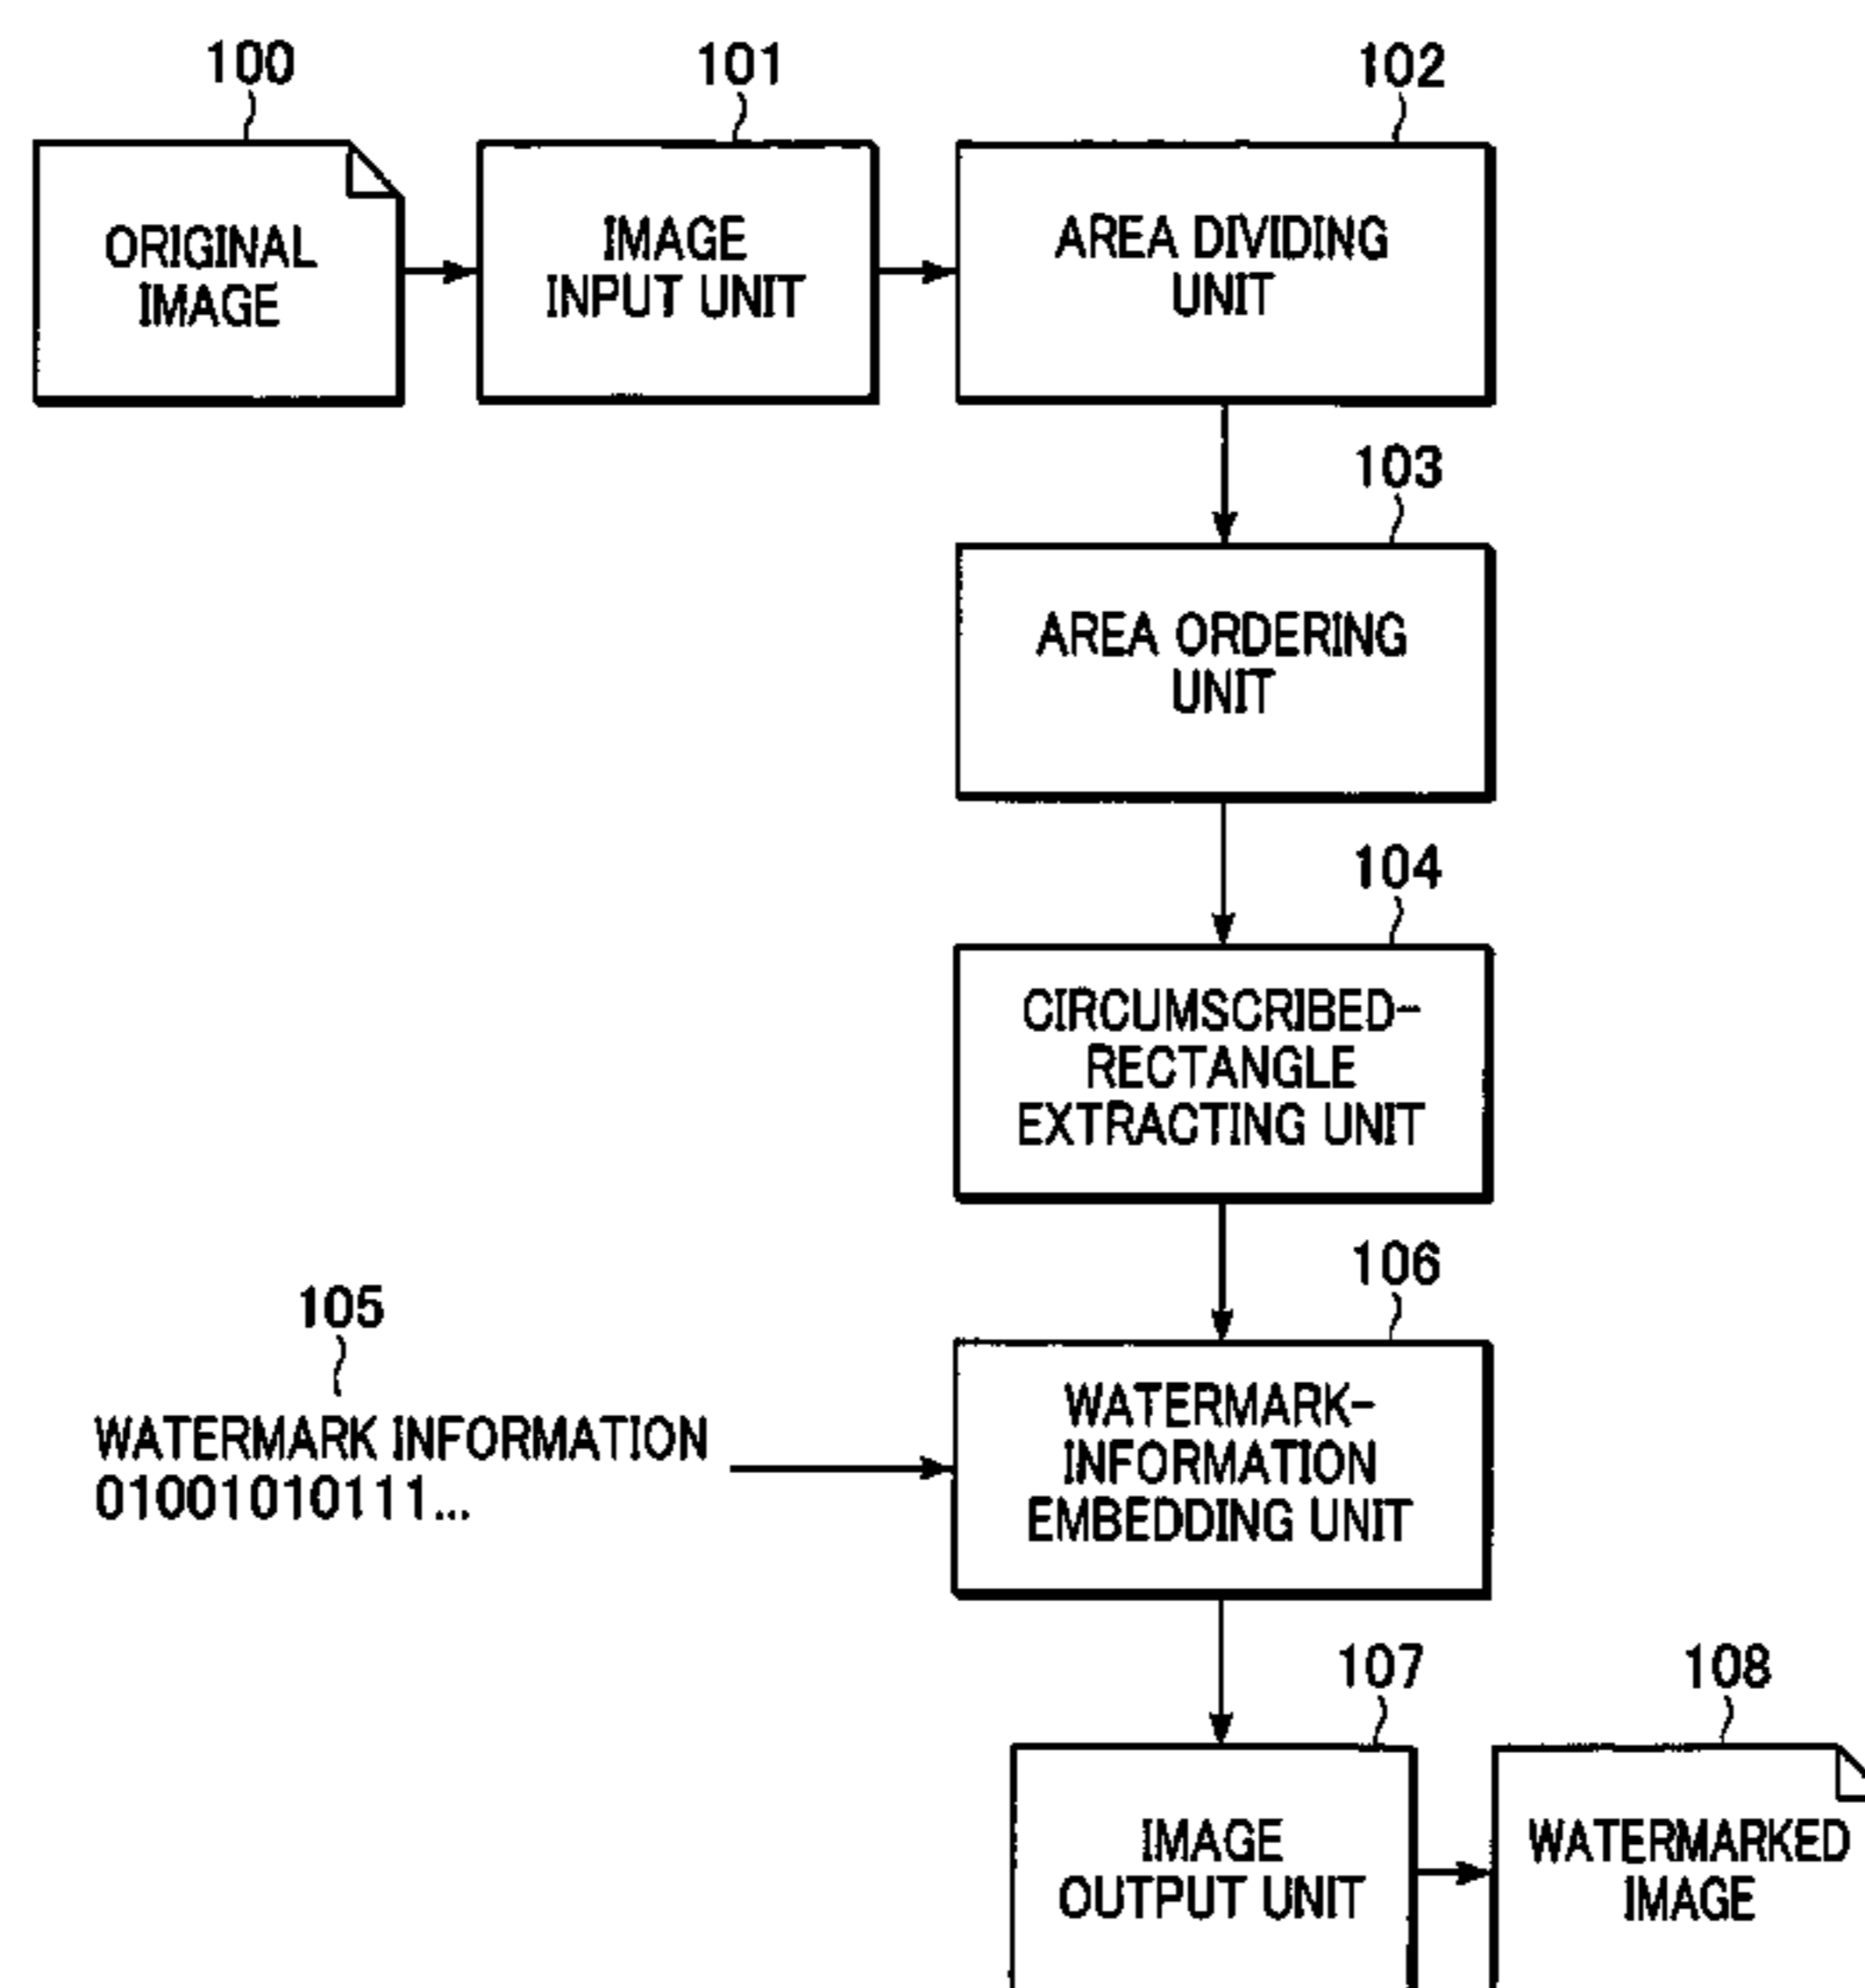 100
ORIGINAL
IMAGE
101
IMAGE
INPUT UNIT
102
AREA DIVIDING
UNIT
103
AREA ORDERING
UNIT
104
CIRCUMSCRIBED-
RECTANGLE
EXTRACTING UNIT
105
WATERMARK INFORMATION
01001010111...
106
WATERMARK-
INFORMATION
EMBEDDING UNIT
107
IMAGE
OUTPUT UNIT
108
WATERMARKED
IMAGE